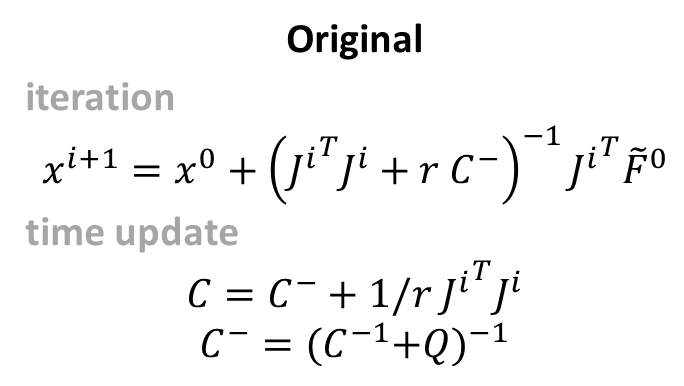 Original
iteration
x^{i+1} = x^0 + (J^{i^T} J^i + r C^-)^{-1} J^{i^T} F̃^0
time update
C = C^- + 1/r J^{i^T} J^i
C^- = (C^{-1}+Q)^{-1}